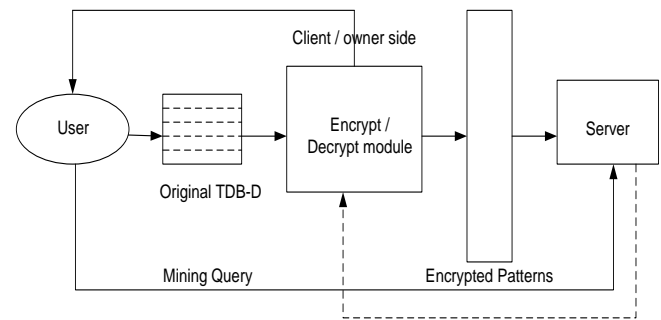 Client / owner side
User
Encrypt /
Decrypt module
Server
Original TDB-D
Mining Query
Encrypted Patterns